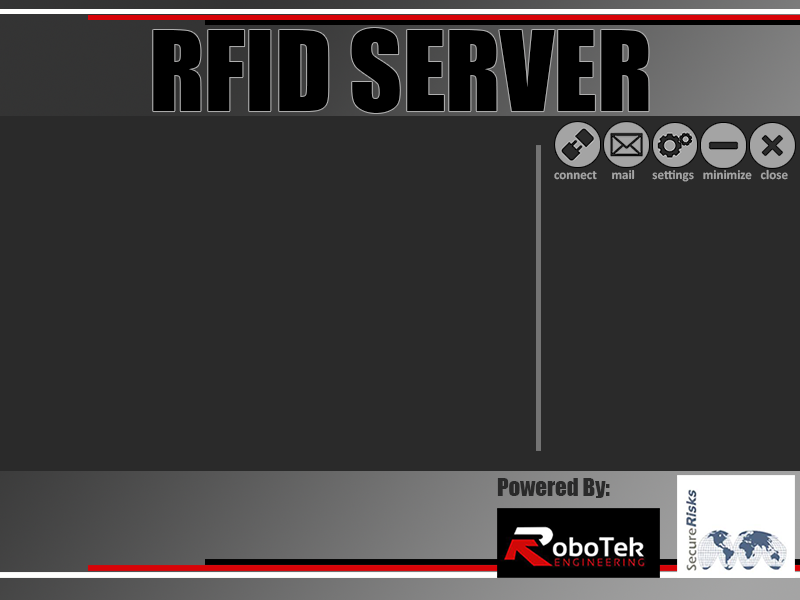 RFID SERVER
connect mail settings minimize close
Powered By:
RoboTek
ENGINEERING
SecureRisks